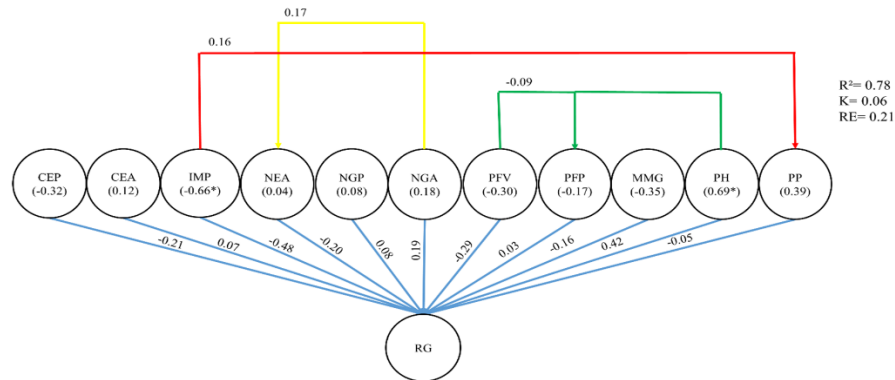 0.17
0.16
-0.09
R²= 0.78
K= 0.06
RE= 0.21
CEP
(-0.32)
CEA
(0.12)
IMP
(-0.66*)
NEA
(0.04)
NGP
(0.08)
NGA
(0.18)
PFV
(-0.30)
PFP
(-0.17)
MMG
(-0.35)
PH
(0.69*)
PP
(0.39)
-0.21
0.07
-0.48
-0.20
0.08
0.19
-0.29
0.03
-0.16
0.42
-0.05
RG